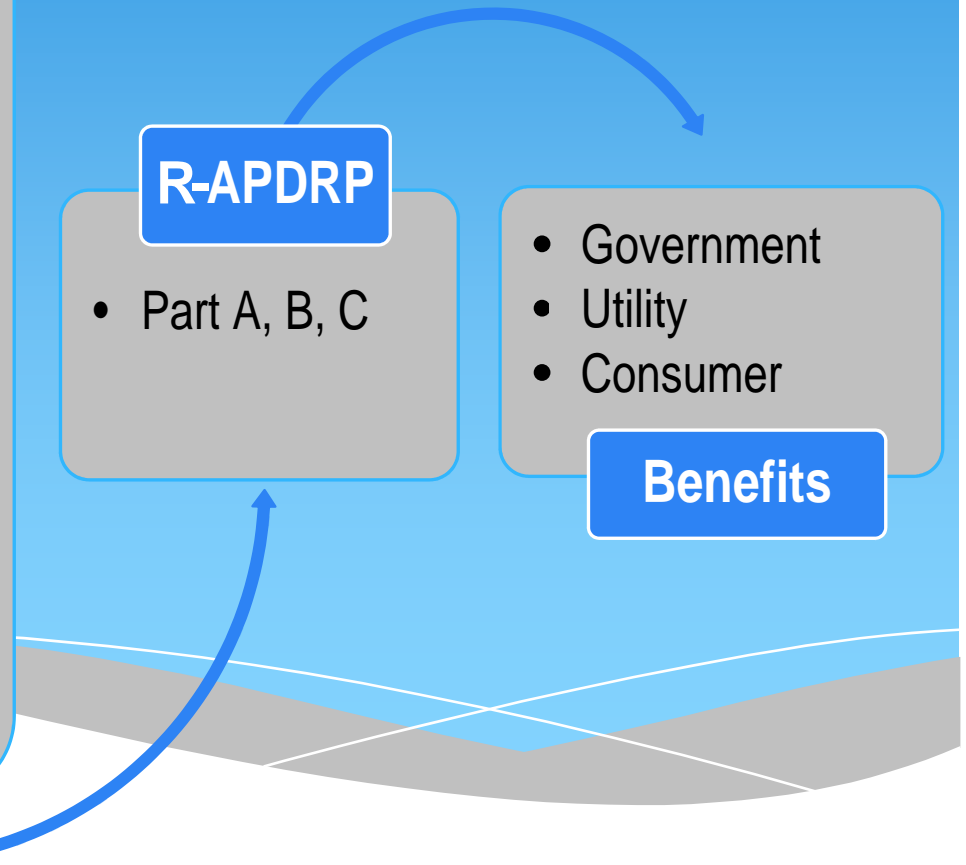 R-APDRP
• Part A, B, C
• Government
• Utility
• Consumer
Benefits